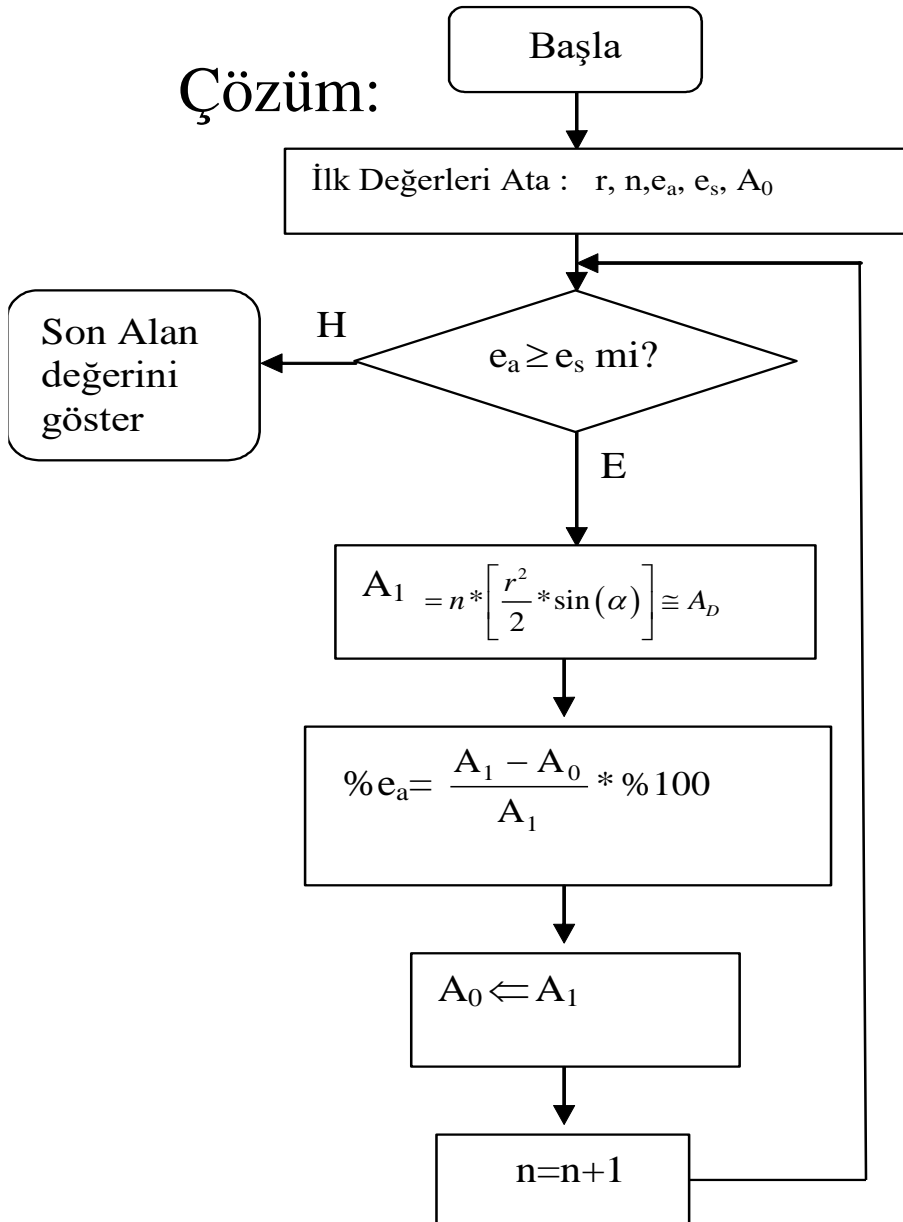 Başla
Çözüm:
İlk Değerleri Ata : r, n,eₐ, eₛ, A₀
H
Son Alan
değerini
göster
eₐ ≥ eₛ mi?
E
A₁ = n*[r²/2 * sin(α)] ≅ A_D
%eₐ= (A₁ − A₀)/A₁ * %100
A₀ ⇐ A₁
n=n+1